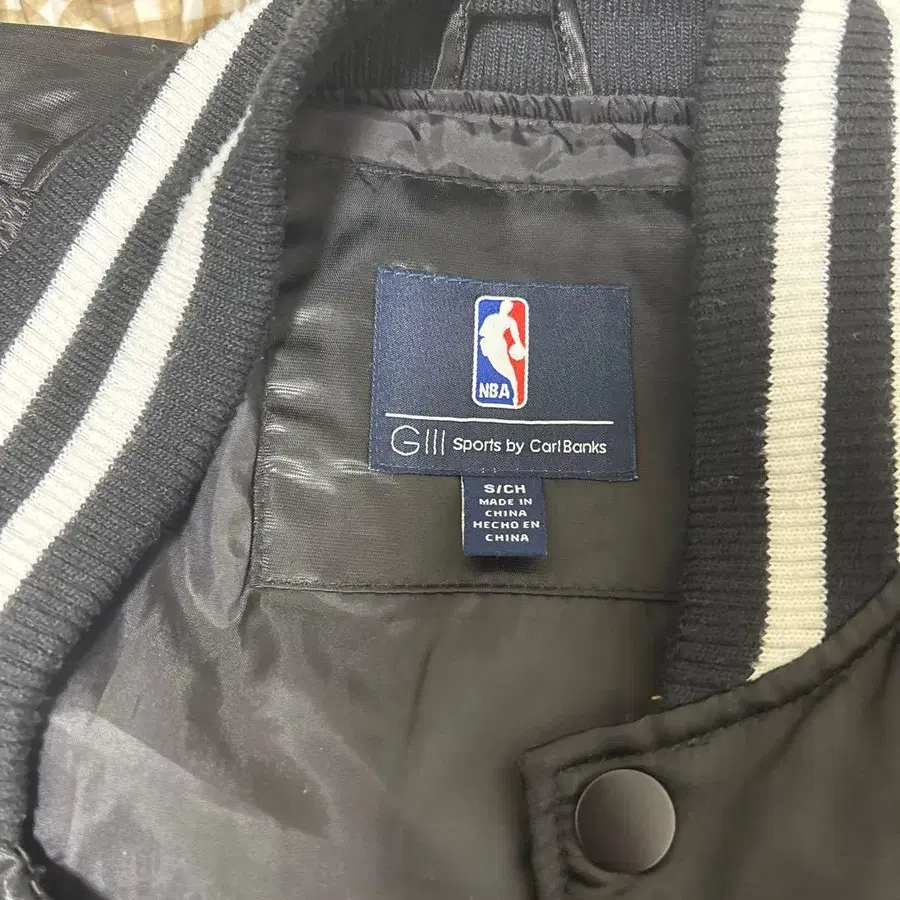 NBA
GIII Sports by Carl Banks
S/CH
MADE IN
CHINA
HECHO EN
CHINA